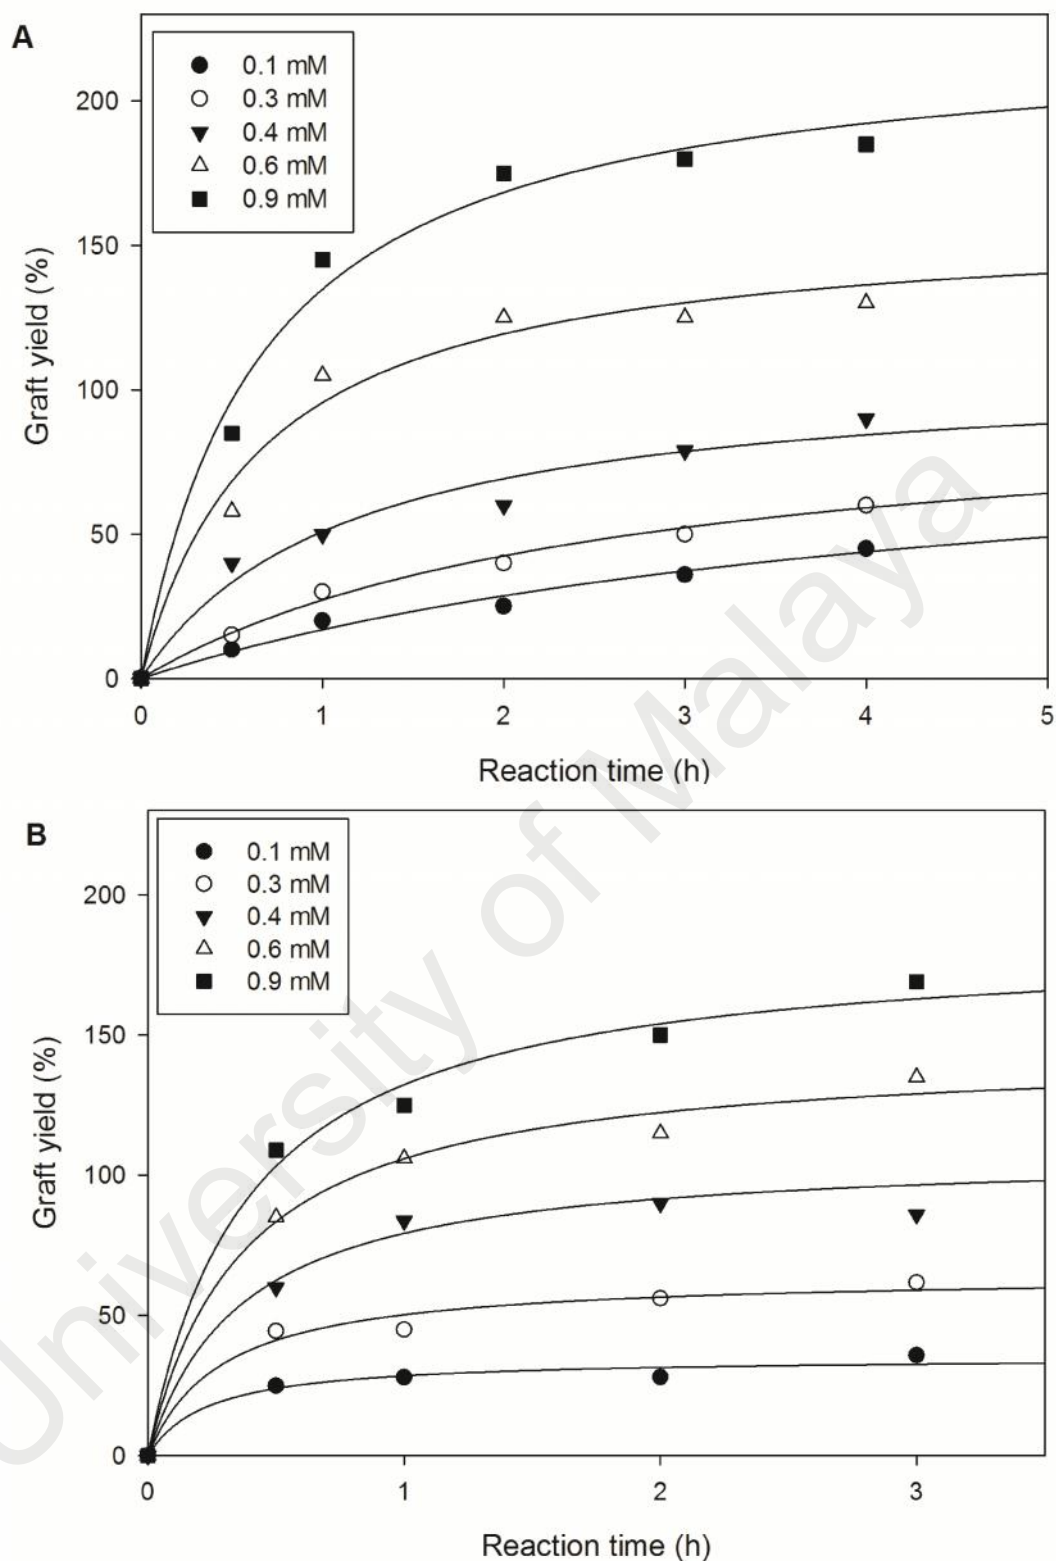 A
0.1 mM
0.3 mM
0.4 mM
0.6 mM
0.9 mM
200
150
100
50
0
Graft yield (%)
0 1 2 3 4 5
Reaction time (h)
B
0.1 mM
0.3 mM
0.4 mM
0.6 mM
0.9 mM
200
150
100
50
0
Graft yield (%)
0 1 2 3
Reaction time (h)
University of Malaya